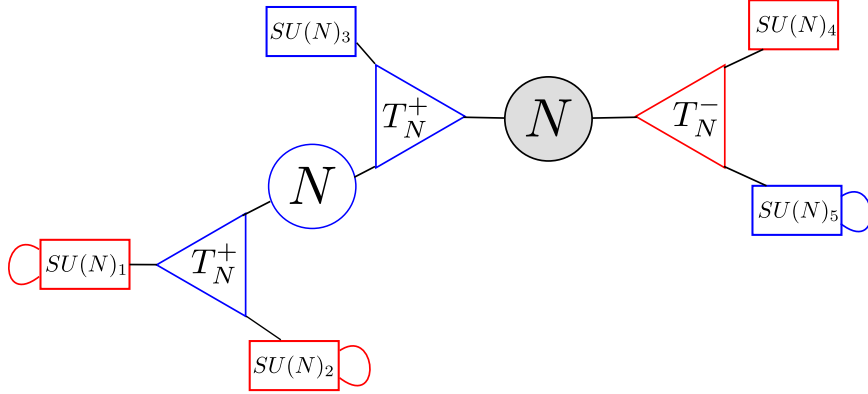 SU(N)₃
SU(N)₄
T_N^+
N
T_N^-
N
SU(N)₅
T_N^+
SU(N)₁
SU(N)₂